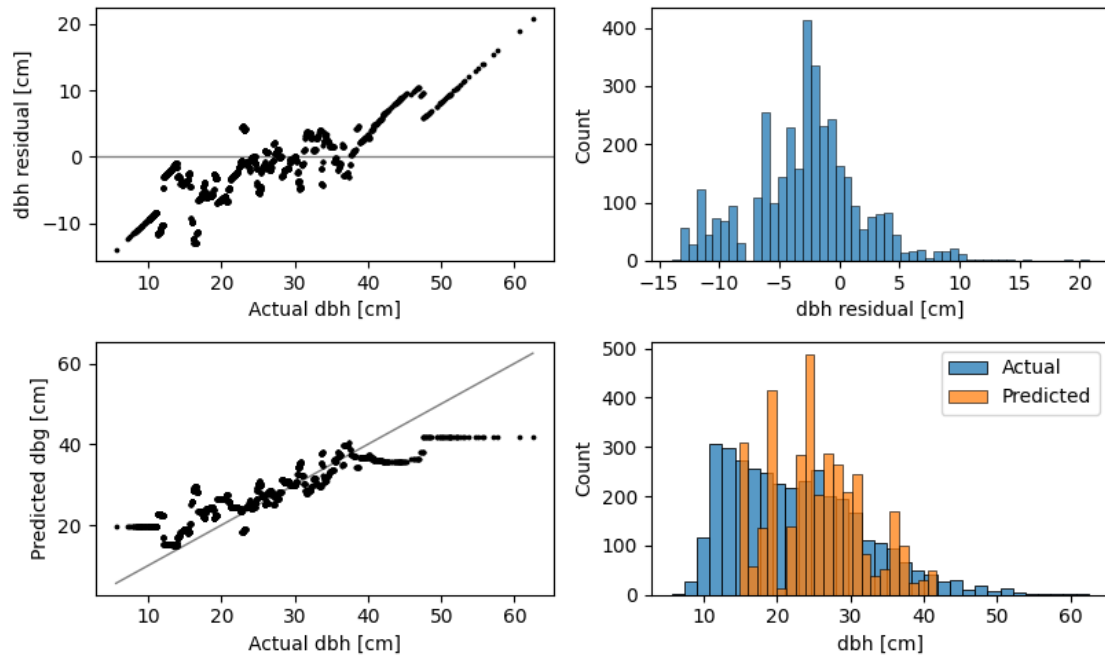 20
10
0
−10
dbh residual [cm]
10 20 30 40 50 60
Actual dbh [cm]
400
300
200
100
0
Count
−15 −10 −5 0 5 10 15 20
dbh residual [cm]
60
40
20
Predicted dbg [cm]
10 20 30 40 50 60
Actual dbh [cm]
500
400
300
200
100
0
Count
Actual
Predicted
10 20 30 40 50 60
dbh [cm]